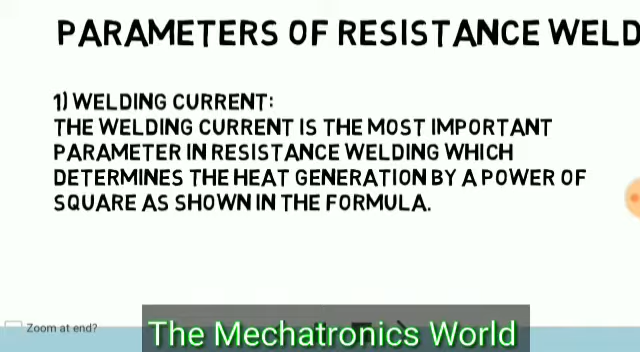 PARAMETERS OF RESISTANCE WELD
1) WELDING CURRENT:
THE WELDING CURRENT IS THE MOST IMPORTANT
PARAMETER IN RESISTANCE WELDING WHICH
DETERMINES THE HEAT GENERATION BY A POWER OF
SQUARE AS SHOWN IN THE FORMULA.
Zoom at end?
The Mechatronics World